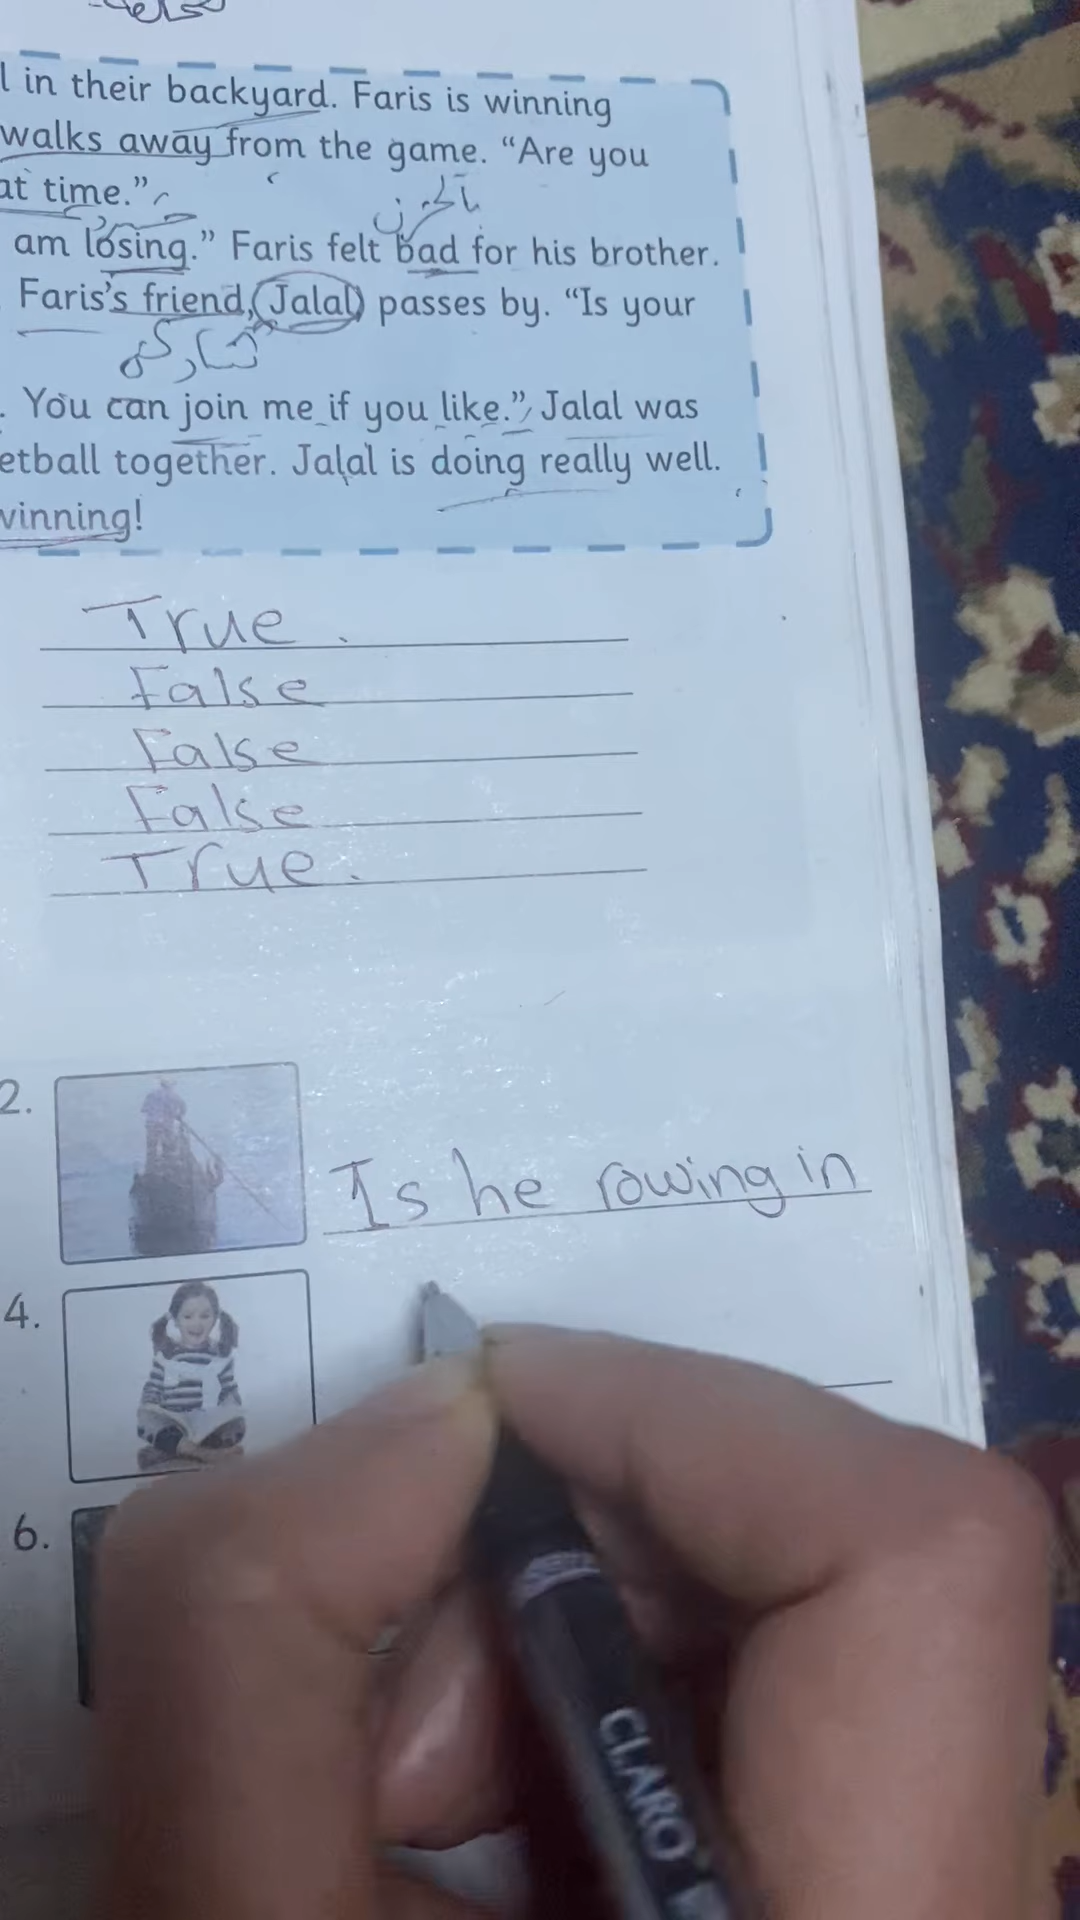 l in their backyard. Faris is winning
walks away from the game. “Are you
at time.”
بالحزن
am losing.” Faris felt bad for his brother.
Faris's friend, Jalal passes by. “Is your
. You can join me if you like.” Jalal was
etball together. Jalal is doing really well.
winning!
True.
False
False
False
True.
2.
Is he rowing in
4.
6.
CLARO